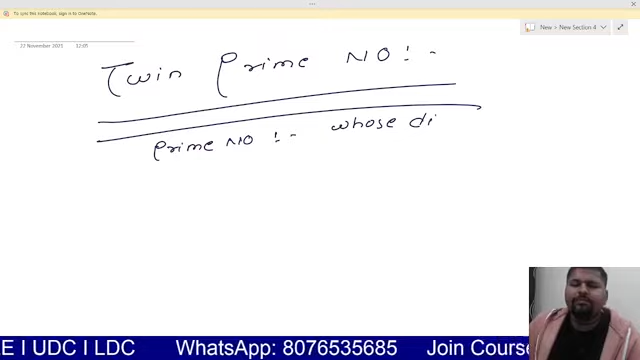 To sync this notebook, sign in to OneNote.
New > New Section 4
22 November 2025 12:05
Twin Prime NO! -
Prime NO! - whose di
E I UDC I LDC WhatsApp: 8076535685 Join Course